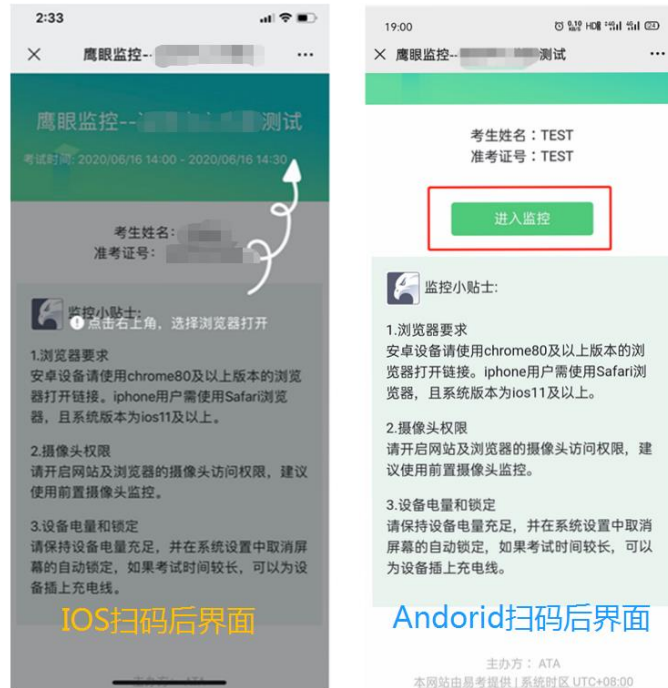 2:33
鹰眼监控--
鹰眼监控-- 测试
考试时间: 2020/06/16 14:00 - 2020/06/16 14:30
考生姓名:
准考证号:
监控小贴士:
点击右上角，选择浏览器打开
1.浏览器要求
安卓设备请使用chrome80及以上版本的浏览
器打开链接。iphone用户需使用Safari浏览
器，且系统版本为ios11及以上。
2.摄像头权限
请开启网站及浏览器的摄像头访问权限，建议
使用前置摄像头监控。
3.设备电量和锁定
请保持设备电量充足，并在系统设置中取消屏
幕的自动锁定，如果考试时间较长，可以为设
备插上充电线。
IOS扫码后界面
主办方：ATA
19:00
HD
鹰眼监控-- 测试
考生姓名：TEST
准考证号：TEST
进入监控
监控小贴士:
1.浏览器要求
安卓设备请使用chrome80及以上版本的浏
览器打开链接。iphone用户需使用Safari浏
览器，且系统版本为ios11及以上。
2.摄像头权限
请开启网站及浏览器的摄像头访问权限，建
议使用前置摄像头监控。
3.设备电量和锁定
请保持设备电量充足，并在系统设置中取消
屏幕的自动锁定，如果考试时间较长，可以
为设备插上充电线。
Andorid扫码后界面
主办方：ATA
本网站由易考提供 | 系统时区 UTC+08:00